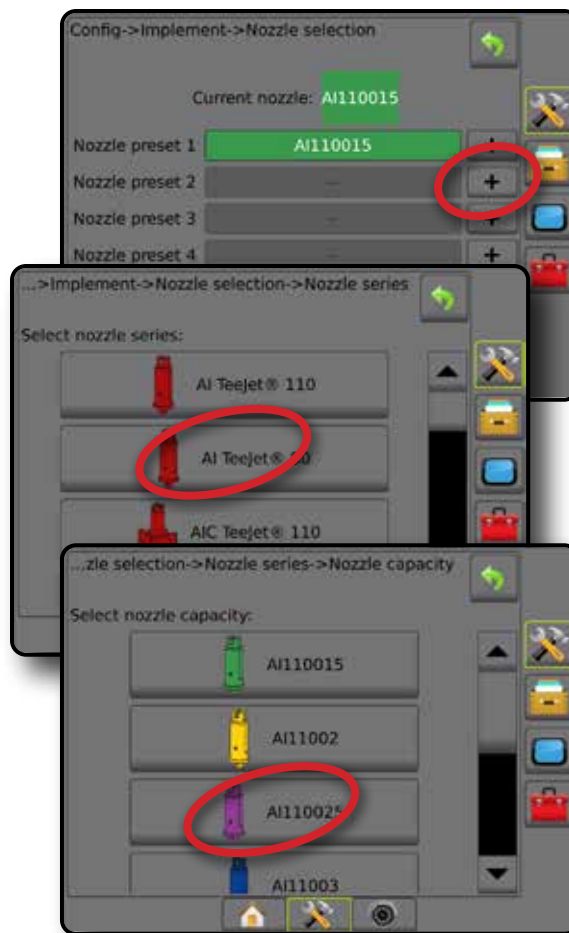 Config->Implement->Nozzle selection
Current nozzle: AI110015
Nozzle preset 1 AI110015 +
Nozzle preset 2 -- +
Nozzle preset 3 -- +
Nozzle preset 4 -- +
...>Implement->Nozzle selection->Nozzle series
Select nozzle series:
AI TeeJet® 110
AI TeeJet® 80
AIC TeeJet® 110
...zle selection->Nozzle series->Nozzle capacity
Select nozzle capacity:
AI110015
AI11002
AI110025
AI11003